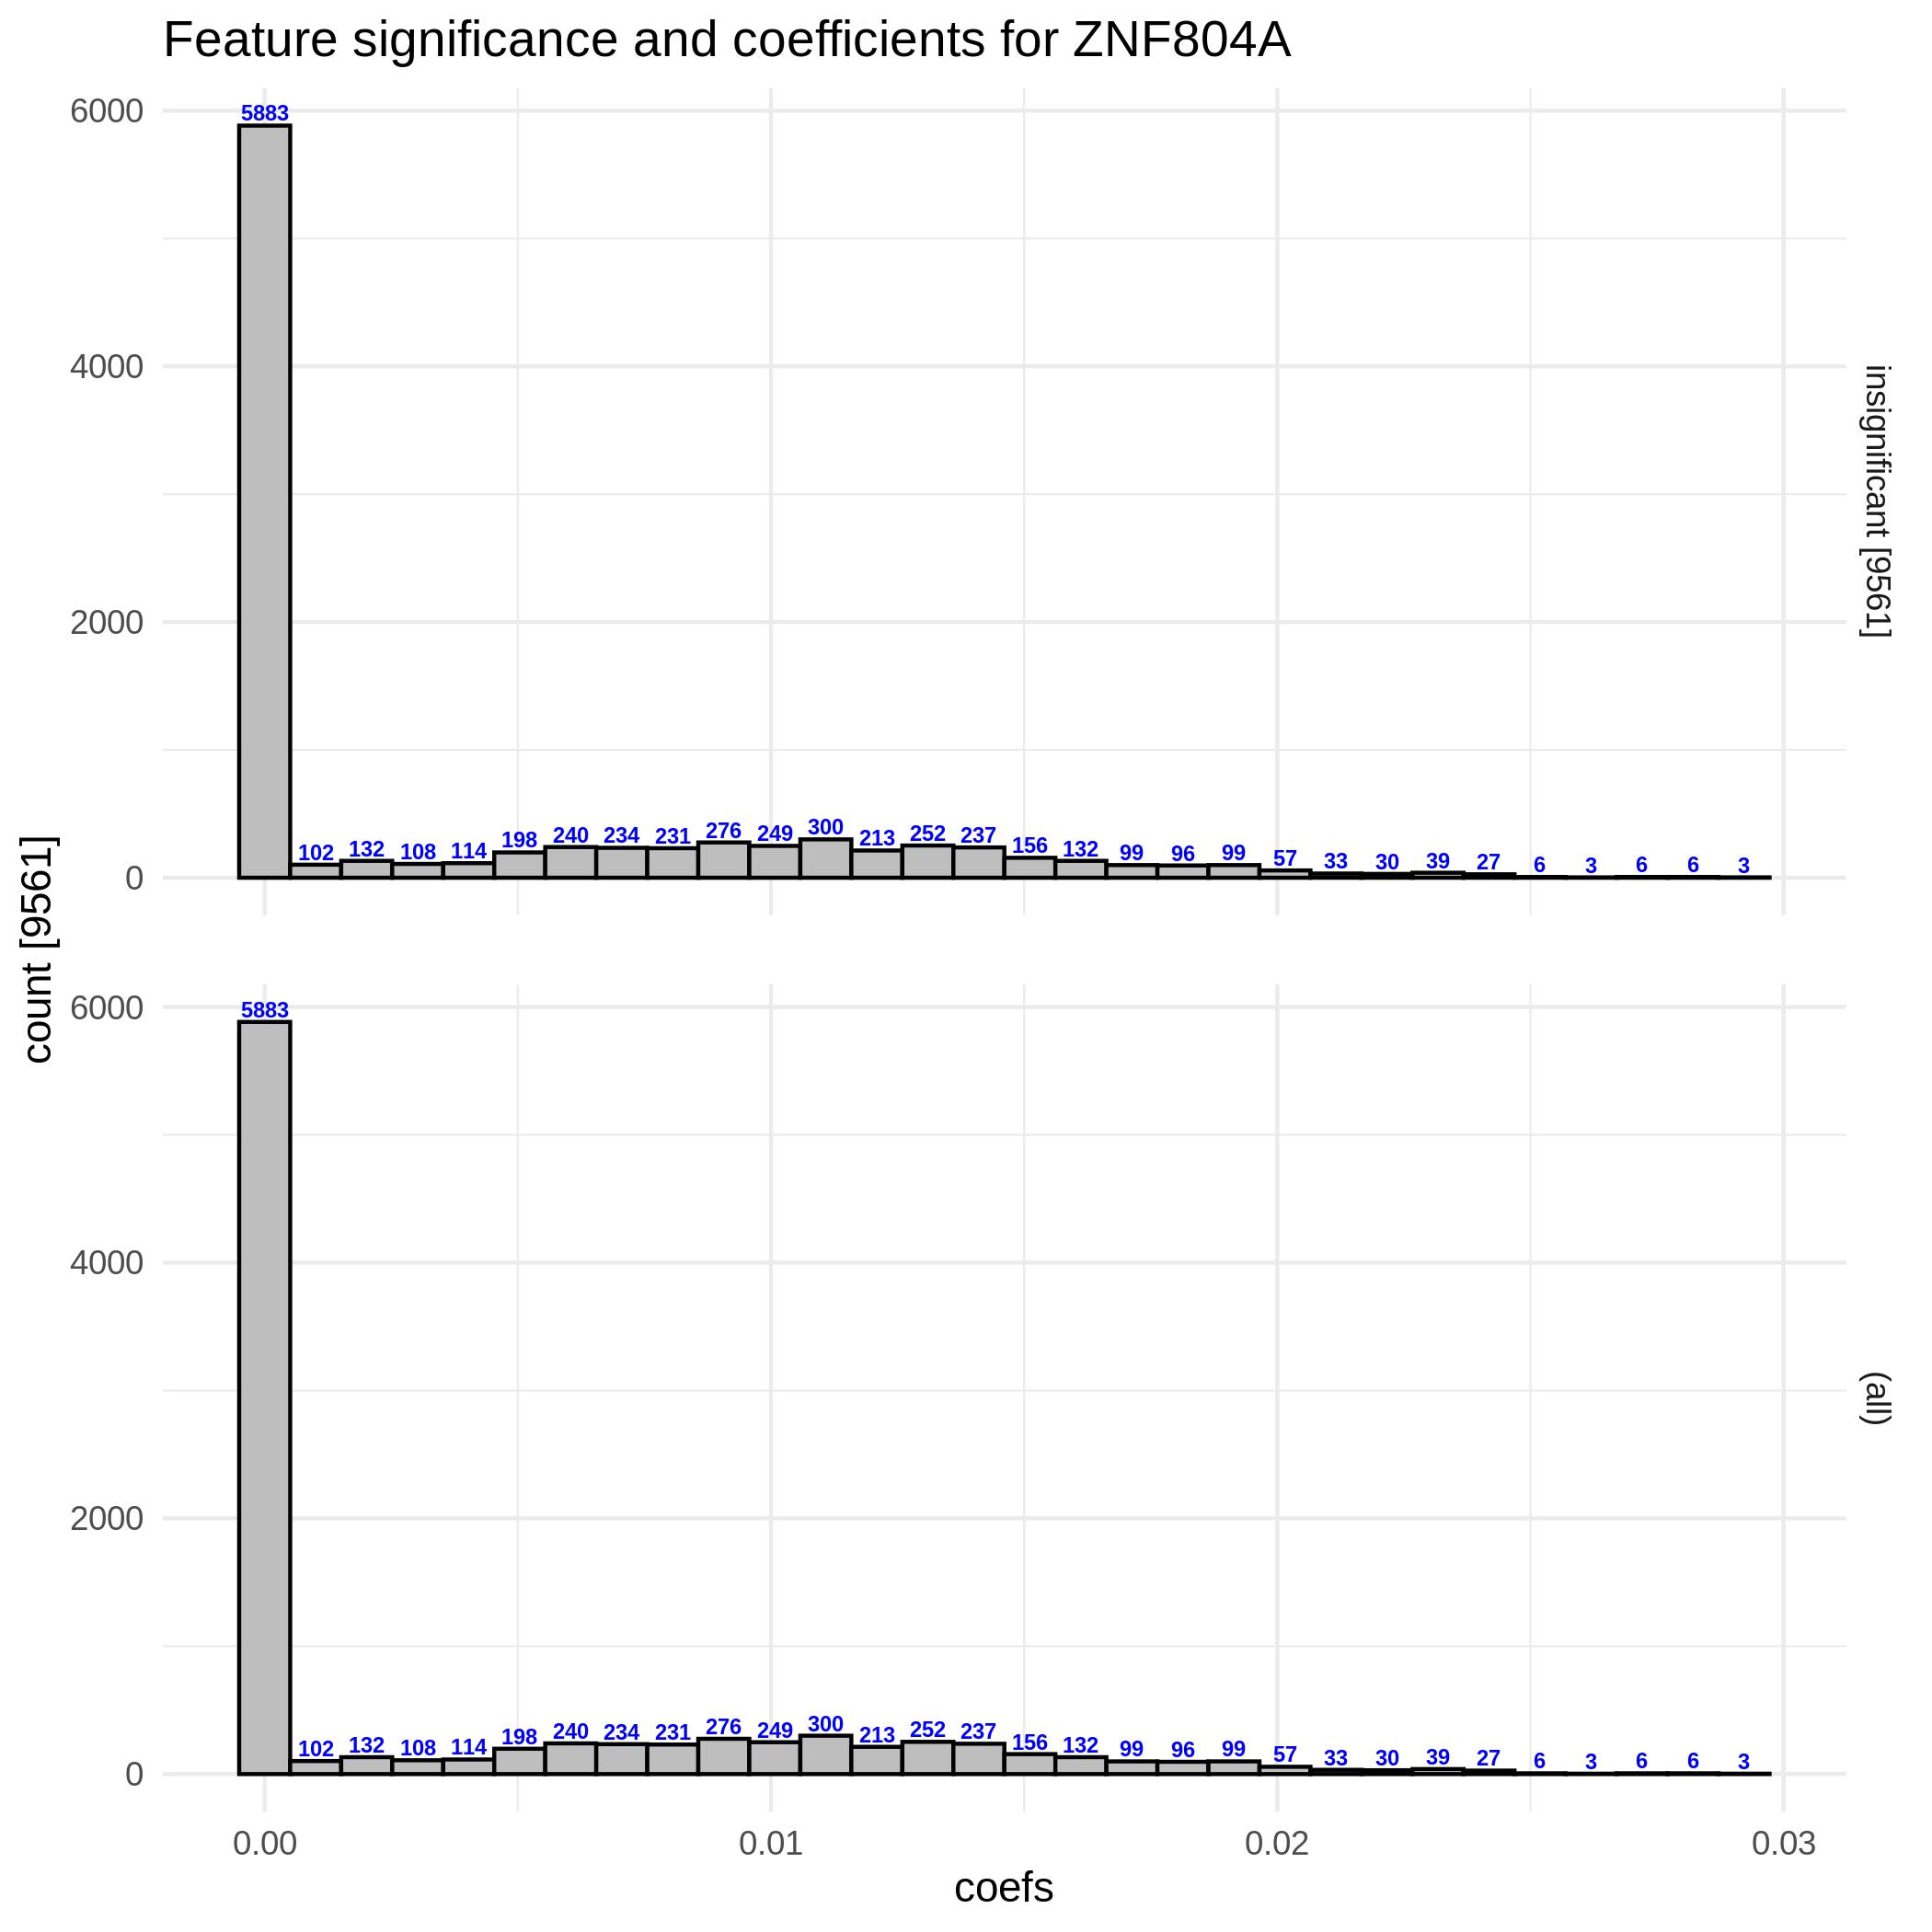 Feature significance and coefficients for ZNF804A
count [9561]
6000
4000
2000
0
5883 102 132 108 114 198 240 234 231 276 249 300 213 252 237 156 132 99 96 99 57 33 30 39 27 6 3 6 6 3
insignificant [9561]
6000
4000
2000
0
5883 102 132 108 114 198 240 234 231 276 249 300 213 252 237 156 132 99 96 99 57 33 30 39 27 6 3 6 6 3
(all)
0.00 0.01 0.02 0.03
coefs